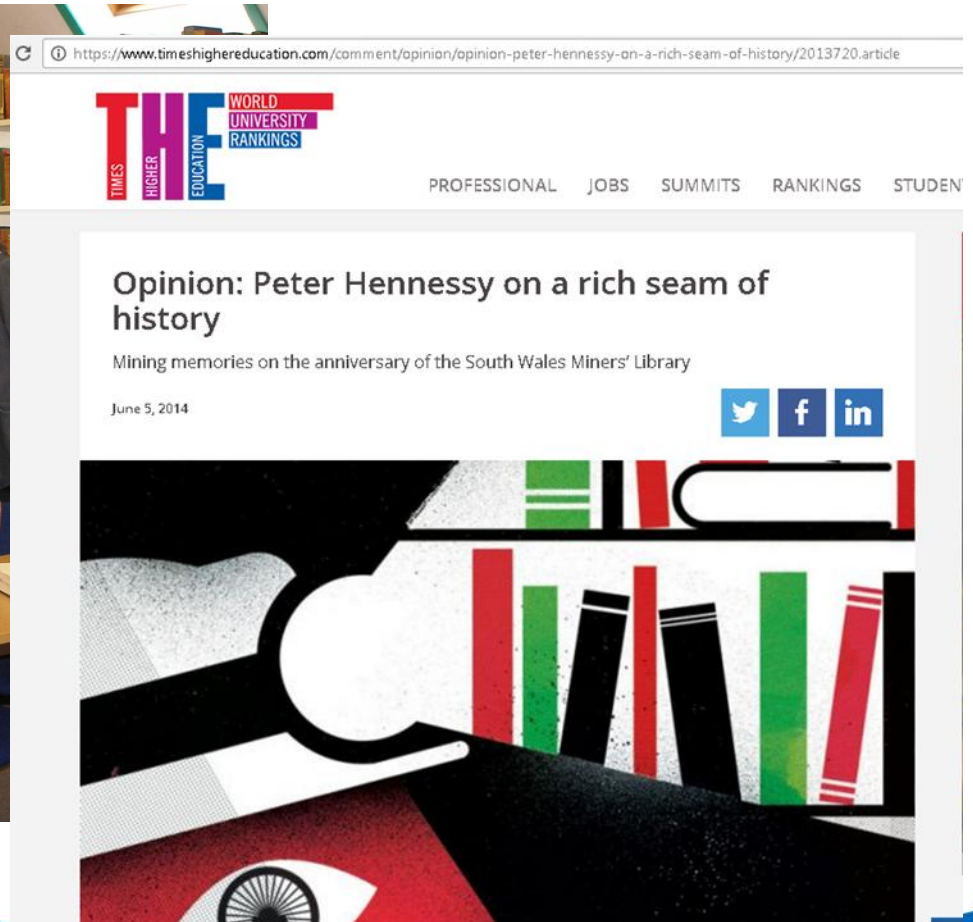 https://www.timeshighereducation.com/comment/opinion/opinion-peter-hennessy-on-a-rich-seam-of-history/2013720.article
TIMES
HIGHER
EDUCATION
THE
WORLD
UNIVERSITY
RANKINGS
PROFESSIONAL JOBS SUMMITS RANKINGS STUDEN
Opinion: Peter Hennessy on a rich seam of
history
Mining memories on the anniversary of the South Wales Miners' Library
June 5, 2014
f in